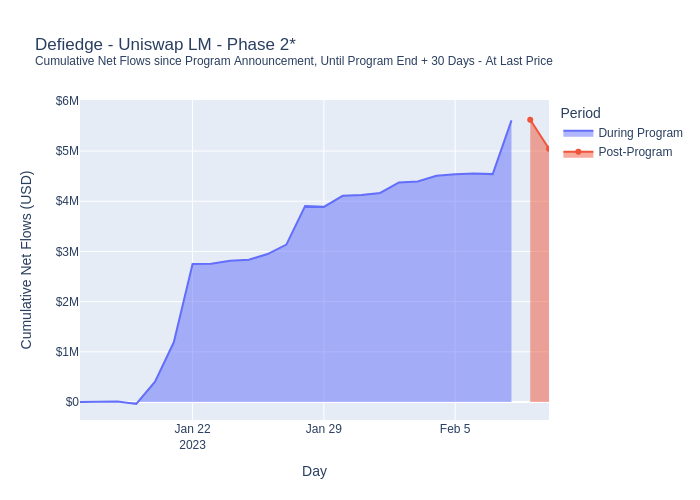 Defiedge - Uniswap LM - Phase 2*
Cumulative Net Flows since Program Announcement, Until Program End + 30 Days - At Last Price
Period
During Program
Post-Program
Cumulative Net Flows (USD)
$6M
$5M
$4M
$3M
$2M
$1M
$0
Jan 22
2023
Jan 29
Feb 5
Day